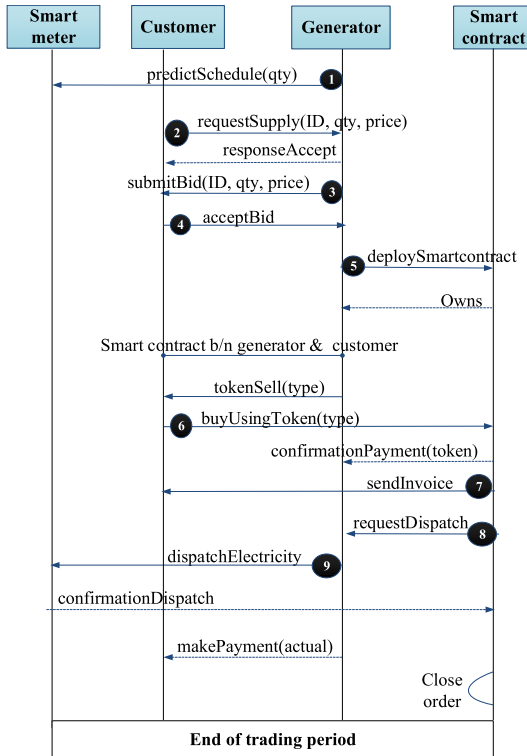 Smart
meter
Customer
Generator
Smart
contract
predictSchedule(qty)
1
2
requestSupply(ID, qty, price)
responseAccept
submitBid(ID, qty, price)
3
4
acceptBid
5
deploySmartcontract
Owns
Smart contract b/n generator & customer
tokenSell(type)
6
buyUsingToken(type)
confirmationPayment(token)
sendInvoice
7
requestDispatch
8
dispatchElectricity
9
confirmationDispatch
makePayment(actual)
Close
order
End of trading period